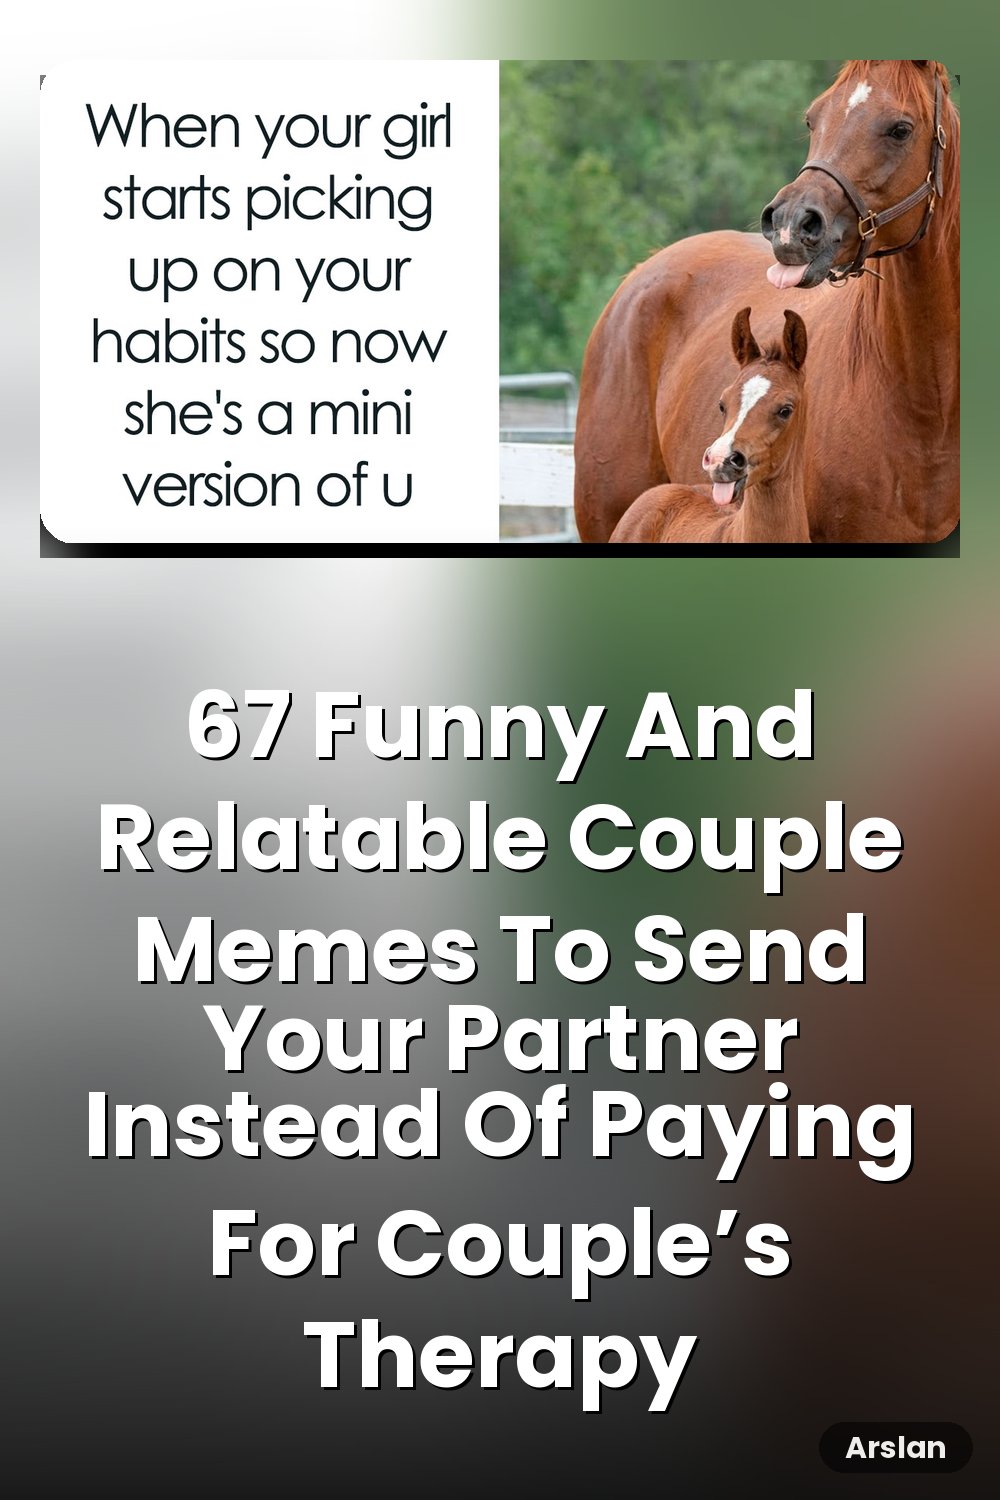 When your girl
starts picking
up on your
habits so now
she's a mini
version of u
67 Funny And
Relatable Couple
Memes To Send
Your Partner
Instead Of Paying
For Couple’s
Therapy
Arslan